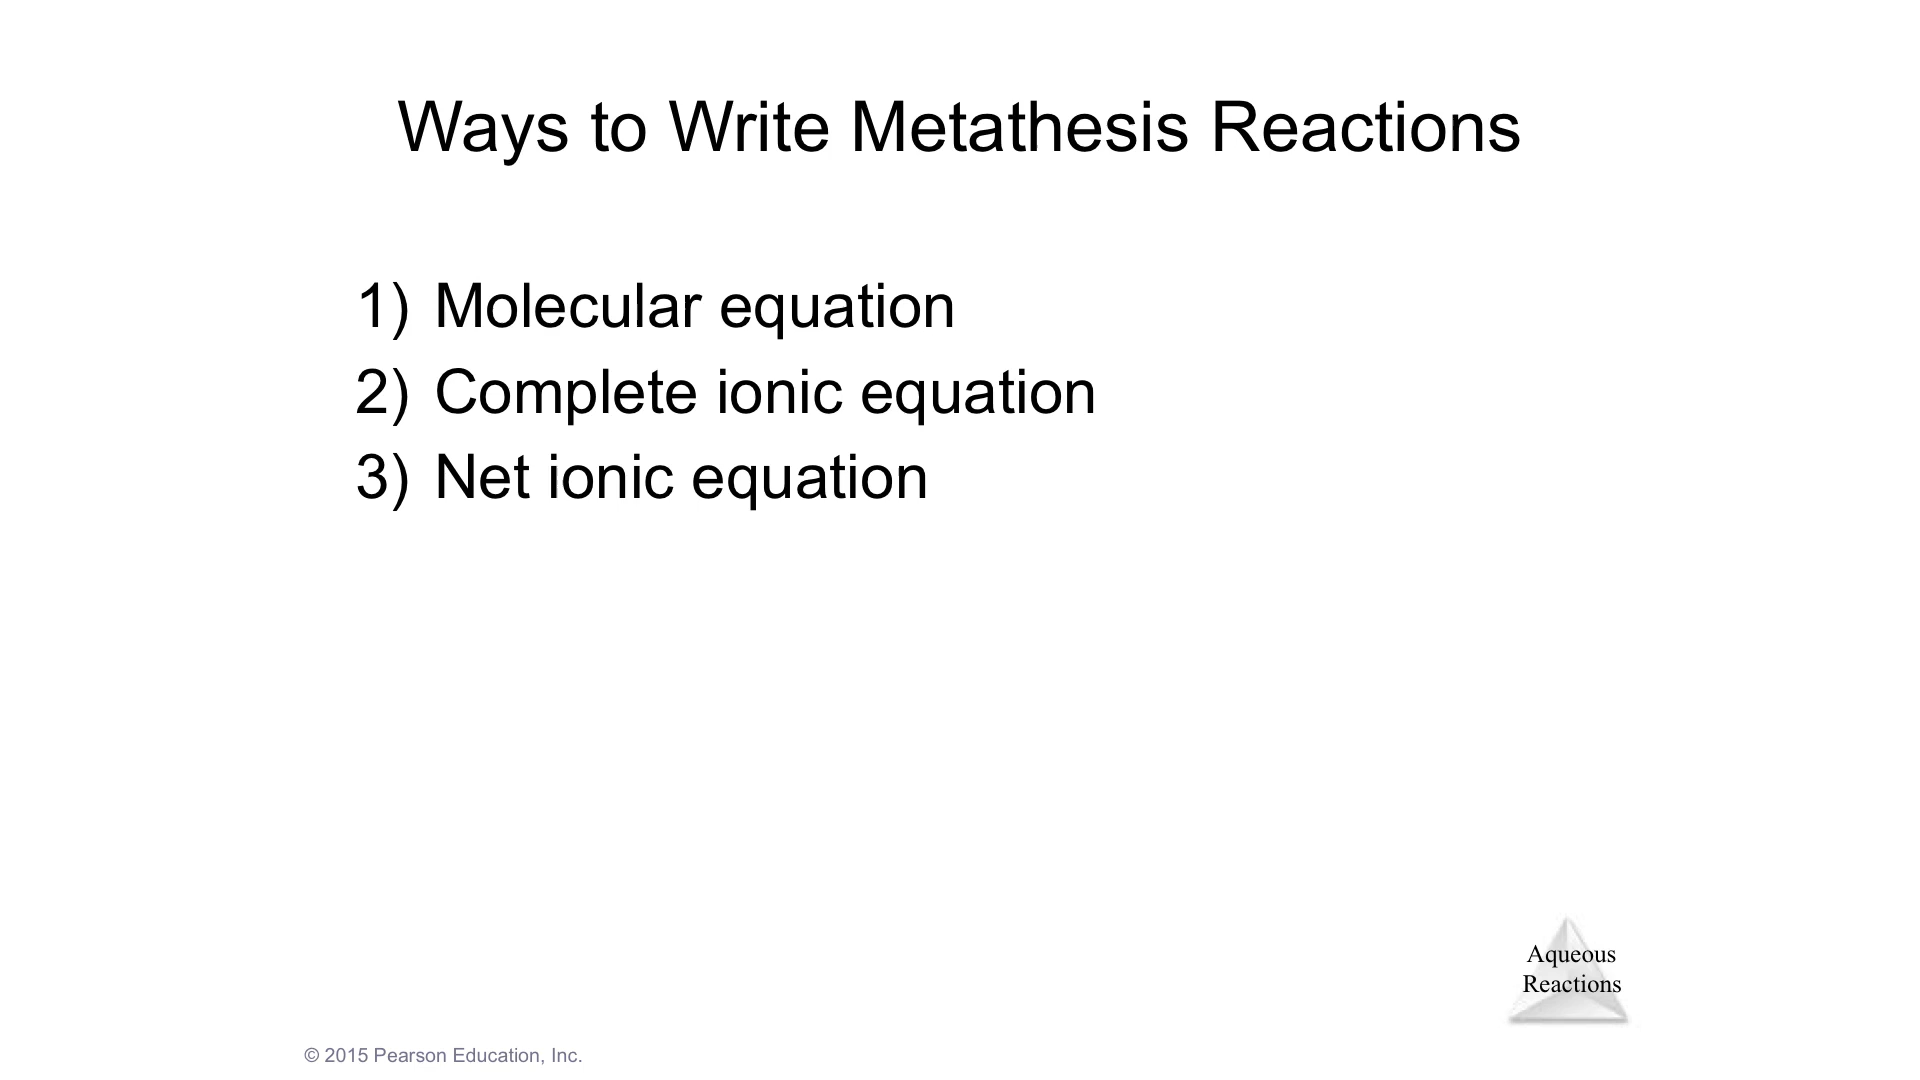 Ways to Write Metathesis Reactions
1) Molecular equation
2) Complete ionic equation
3) Net ionic equation
Aqueous
Reactions
© 2015 Pearson Education, Inc.